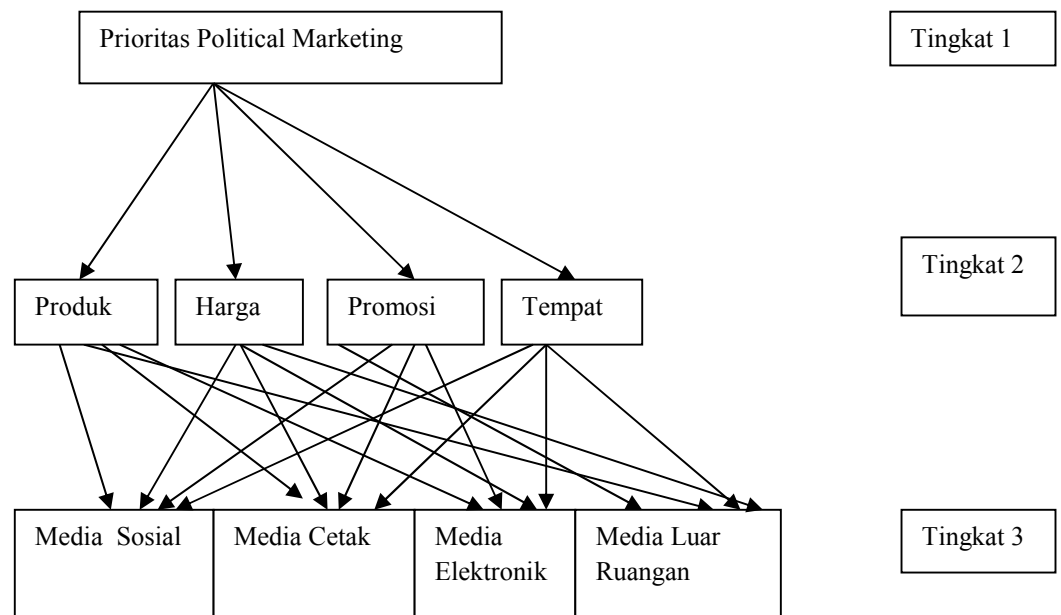 Prioritas Political Marketing
Tingkat 1
Tingkat 2
Produk
Harga
Promosi
Tempat
Media Sosial
Media Cetak
Media
Elektronik
Media Luar
Ruangan
Tingkat 3